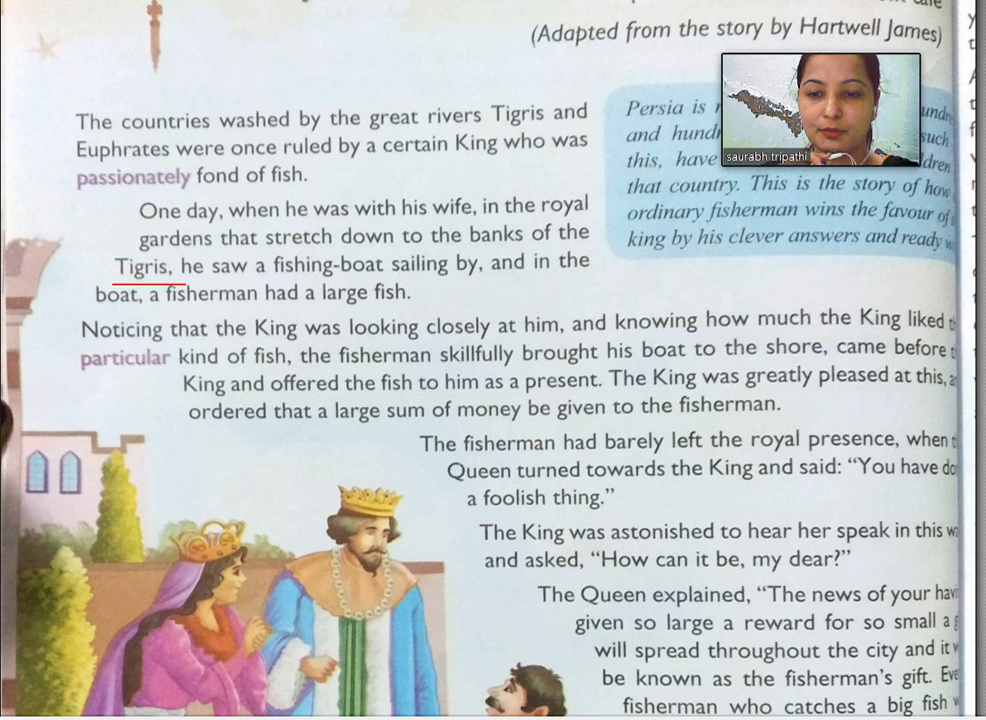 (Adapted from the story by Hartwell James)
The countries washed by the great rivers Tigris and
Euphrates were once ruled by a certain King who was
passionately fond of fish.
One day, when he was with his wife, in the royal
gardens that stretch down to the banks of the
Tigris, he saw a fishing-boat sailing by, and in the
boat, a fisherman had a large fish.
Persia is
and
such
this, have
that country. This is the story of how
ordinary fisherman wins the favour of
king by his clever answers and ready
saurabh tripathi
Noticing that the King was looking closely at him, and knowing how much the King liked
particular kind of fish, the fisherman skillfully brought his boat to the shore, came before
King and offered the fish to him as a present. The King was greatly pleased at this,
ordered that a large sum of money be given to the fisherman.
The fisherman had barely left the royal presence, when
Queen turned towards the King and said: “You have
a foolish thing.”
The King was astonished to hear her speak in this
and asked, “How can it be, my dear?”
The Queen explained, “The news of your
given so large a reward for so small a
will spread throughout the city and it
be known as the fisherman's gift.
fisherman who catches a big fish